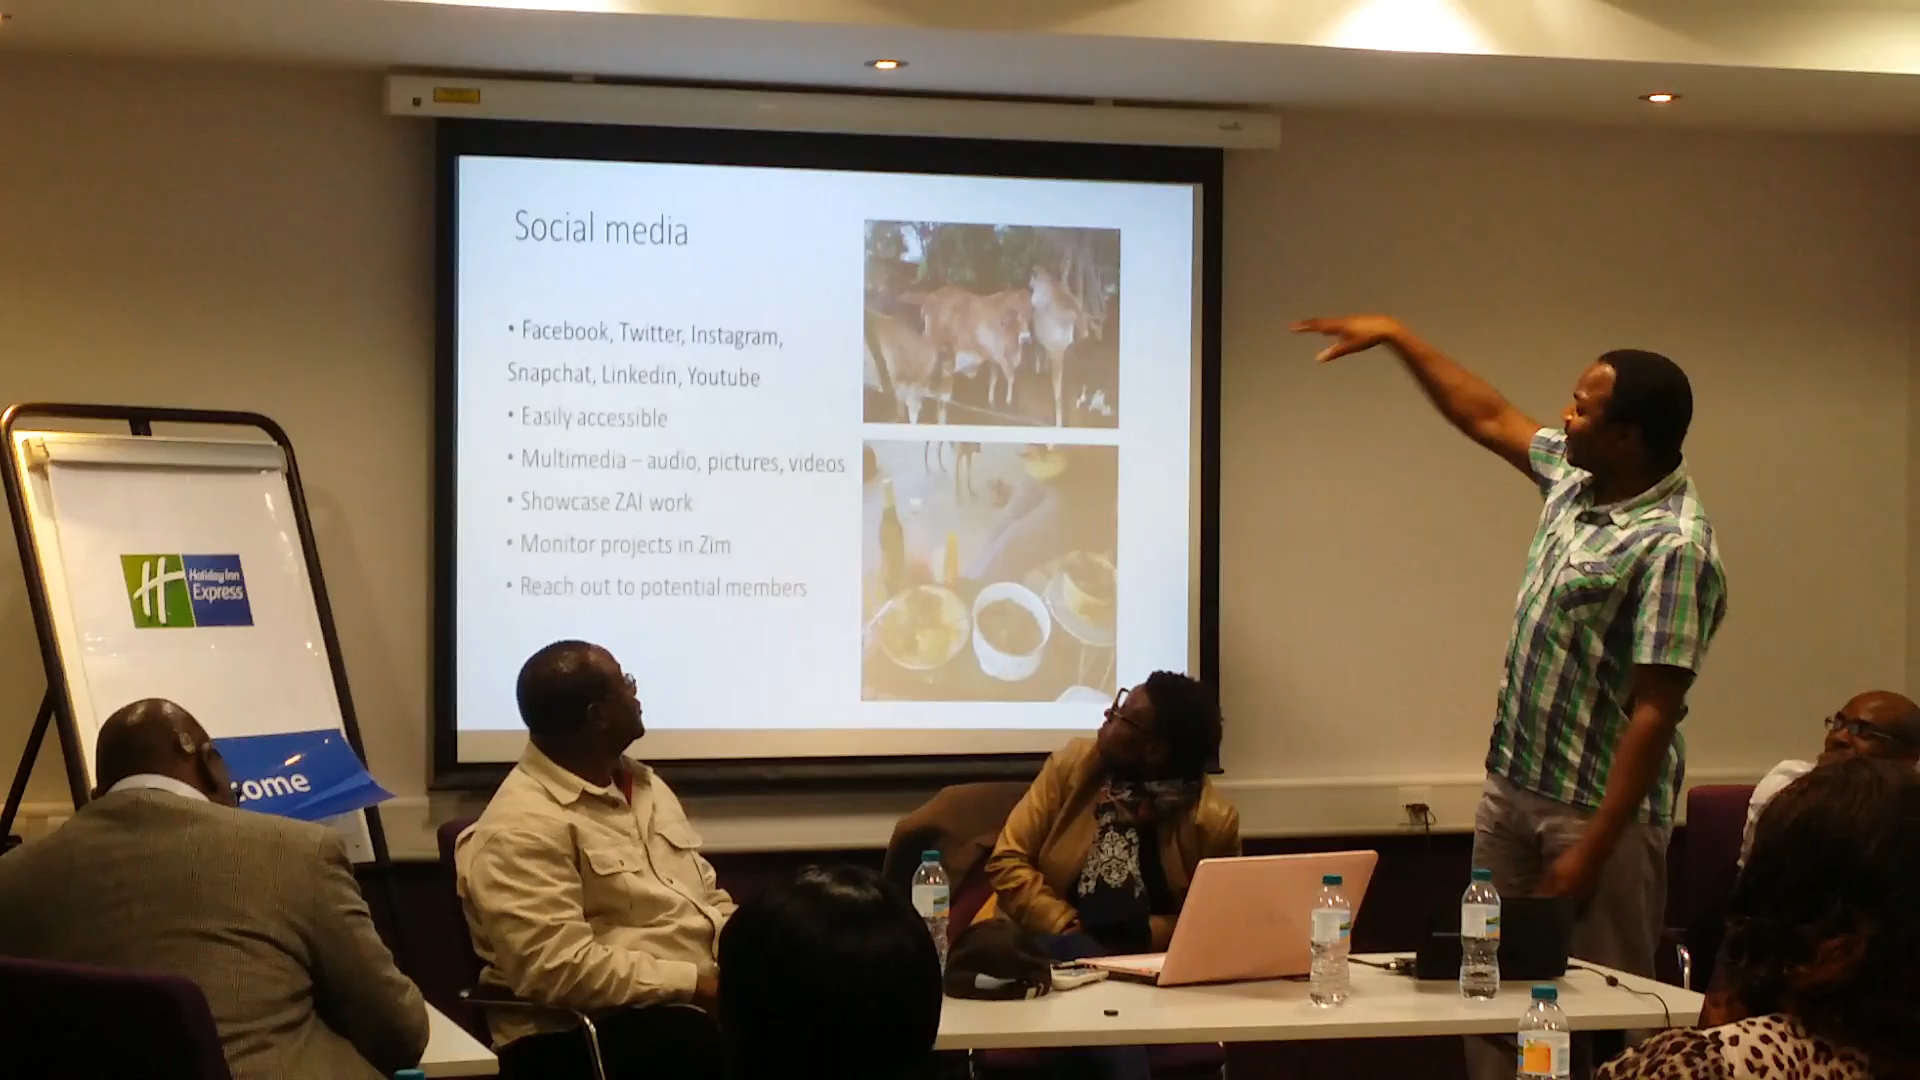 Social media
• Facebook, Twitter, Instagram,
Snapchat, Linkedin, Youtube
• Easily accessible
• Multimedia – audio, pictures, videos
• Showcase ZAI work
• Monitor projects in Zim
• Reach out to potential members
H
Holiday Inn
Express
come